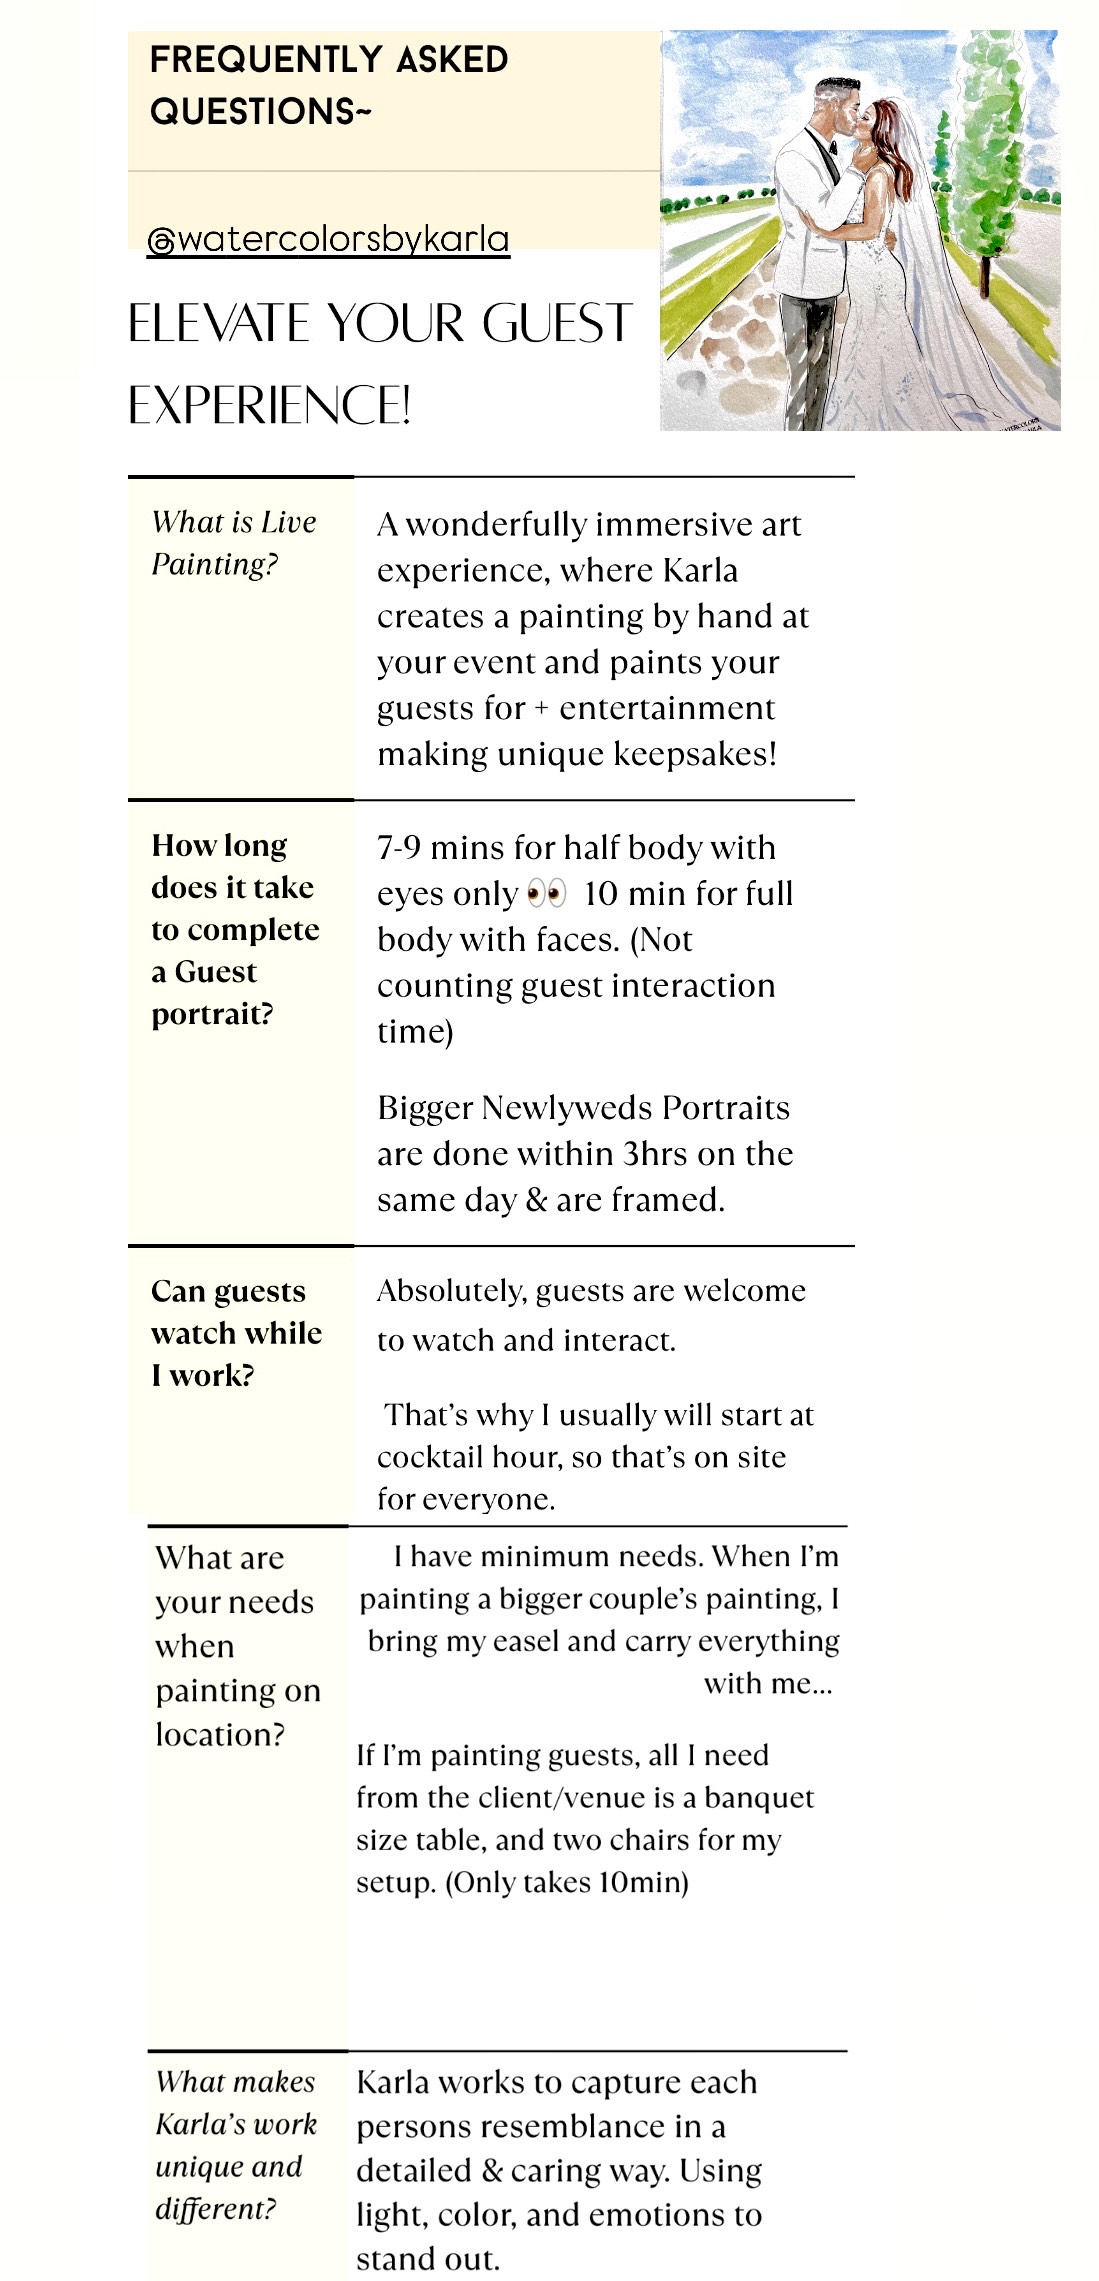 FREQUENTLY ASKED
QUESTIONS~
@watercolorsbykarla
ELEVATE YOUR GUEST
EXPERIENCE!
WATERCOLORS
What is Live
Painting?
A wonderfully immersive art
experience, where Karla
creates a painting by hand at
your event and paints your
guests for + entertainment
making unique keepsakes!
How long
does it take
to complete
a Guest
portrait?
7-9 mins for half body with
eyes only 👀 10 min for full
body with faces. (Not
counting guest interaction
time)
Bigger Newlyweds Portraits
are done within 3hrs on the
same day & are framed.
Can guests
watch while
I work?
Absolutely, guests are welcome
to watch and interact.
That’s why I usually will start at
cocktail hour, so that’s on site
for everyone.
What are
your needs
when
painting on
location?
I have minimum needs. When I’m
painting a bigger couple’s painting, I
bring my easel and carry everything
with me...
If I’m painting guests, all I need
from the client/venue is a banquet
size table, and two chairs for my
setup. (Only takes 10min)
What makes
Karla’s work
unique and
different?
Karla works to capture each
persons resemblance in a
detailed & caring way. Using
light, color, and emotions to
stand out.